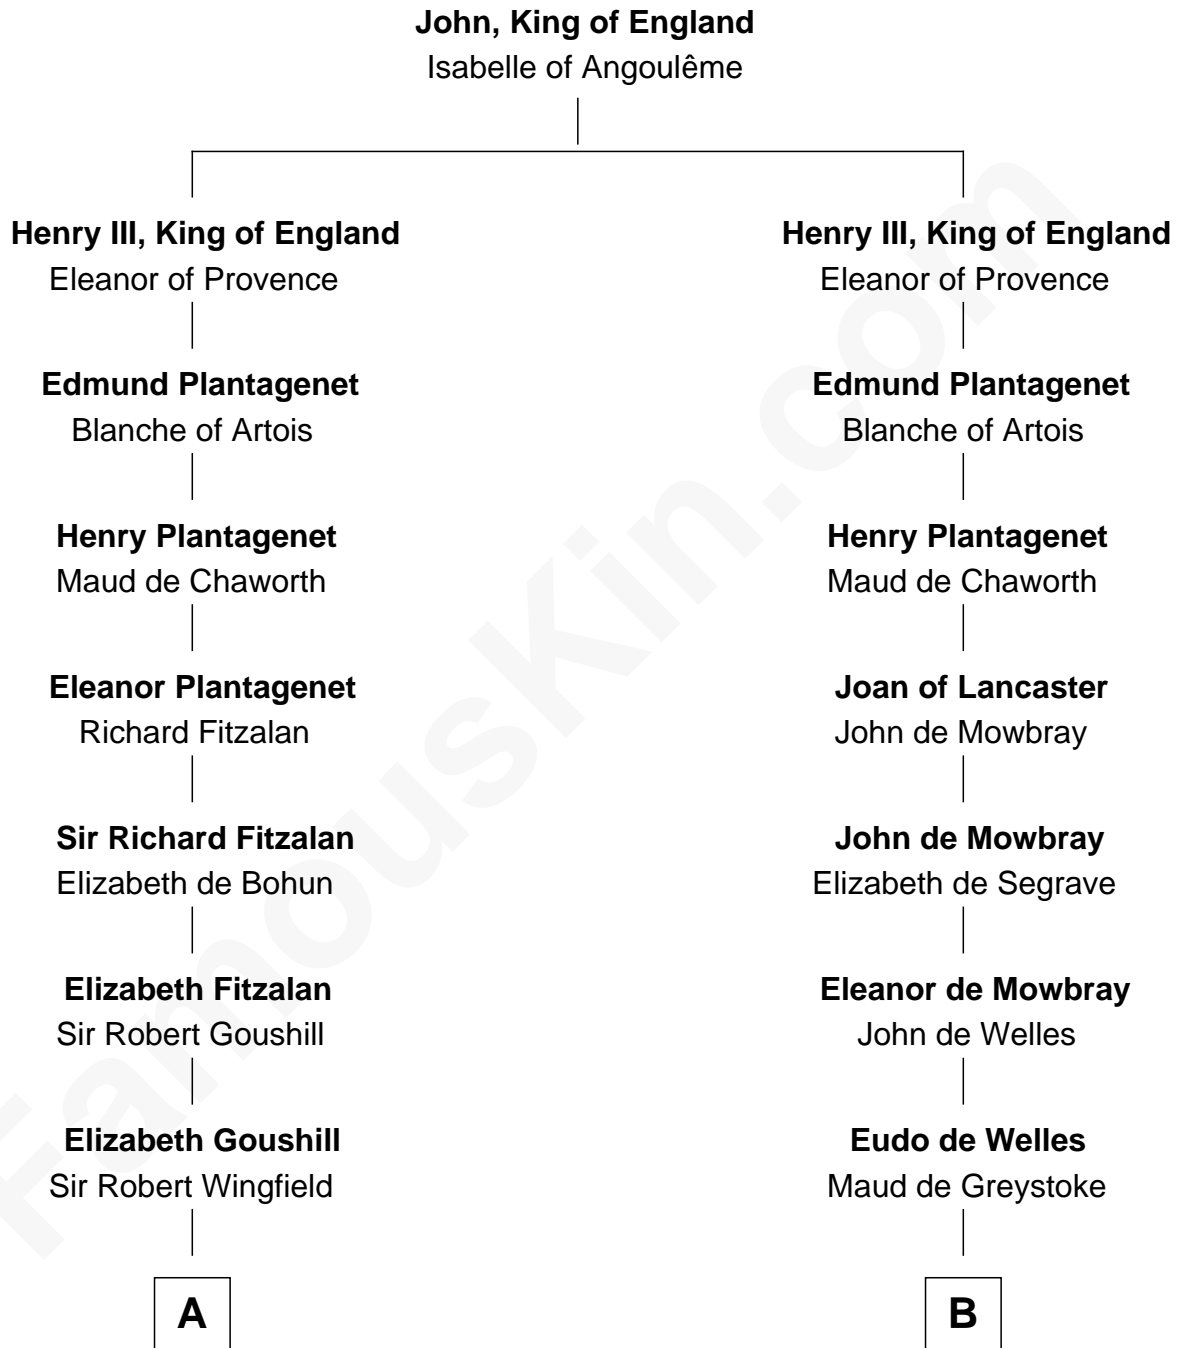 John, King of England
Isabelle of Angoulême
Henry III, King of England
Eleanor of Provence
Henry III, King of England
Eleanor of Provence
Edmund Plantagenet
Blanche of Artois
Edmund Plantagenet
Blanche of Artois
Henry Plantagenet
Maud de Chaworth
Henry Plantagenet
Maud de Chaworth
Eleanor Plantagenet
Richard Fitzalan
Joan of Lancaster
John de Mowbray
Sir Richard Fitzalan
Elizabeth de Bohun
John de Mowbray
Elizabeth de Segrave
Elizabeth Fitzalan
Sir Robert Goushill
Eleanor de Mowbray
John de Welles
Elizabeth Goushill
Sir Robert Wingfield
Eudo de Welles
Maud de Greystoke
A
B
FamousKin.com